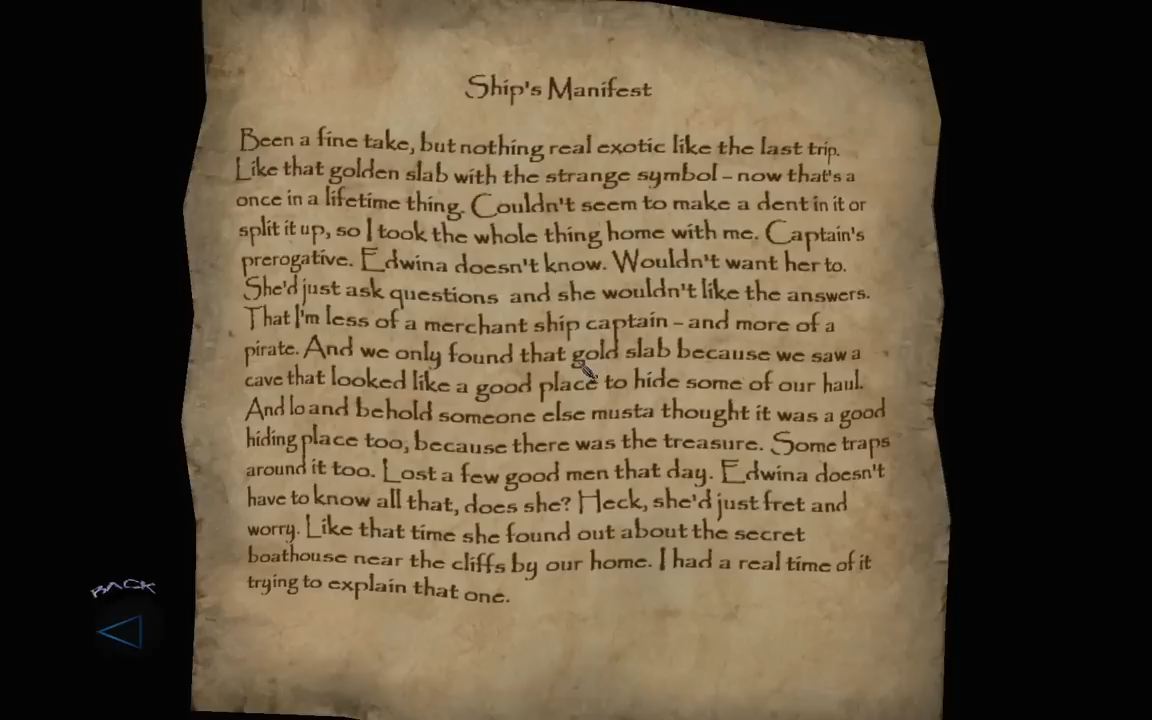 Ship's Manifest
Been a fine take, but nothing real exotic like the last trip.
Like that golden slab with the strange symbol – now that's a
once in a lifetime thing. Couldn't seem to make a dent in it or
split it up, so I took the whole thing home with me. Captain's
prerogative. Edwina doesn't know. Wouldn't want her to.
She'd just ask questions and she wouldn't like the answers.
That I'm less of a merchant ship captain – and more of a
pirate. And we only found that gold slab because we saw a
cave that looked like a good place to hide some of our haul.
And lo and behold someone else musta thought it was a good
hiding place too, because there was the treasure. Some traps
around it too. Lost a few good men that day. Edwina doesn't
have to know all that, does she? Heck, she'd just fret and
worry. Like that time she found out about the secret
boathouse near the cliffs by our home. I had a real time of it
trying to explain that one.
BACK